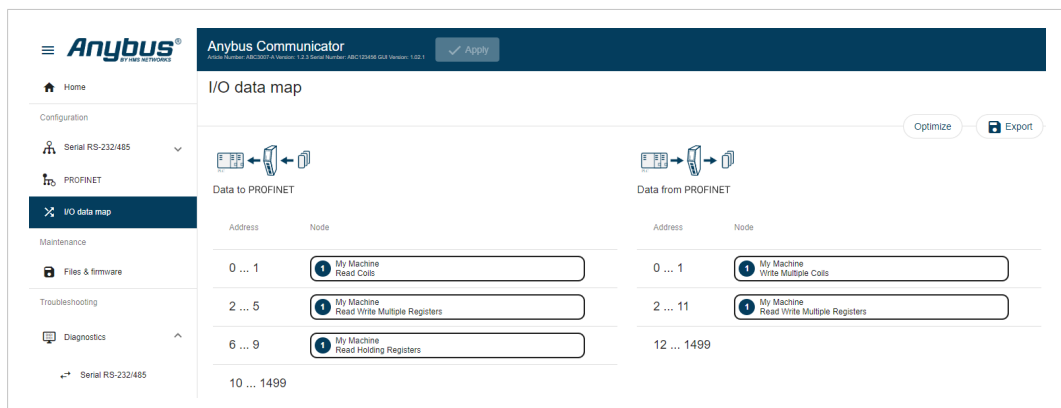 Anybus®
BY HMS NETWORKS
Anybus Communicator
Article Number: ABC3007-A Version: 1.2.3 Serial Number: ABC123456 GUI Version: 1.02.1
Apply
Home
Configuration
Serial RS-232/485
PROFINET
I/O data map
Maintenance
Files & firmware
Troubleshooting
Diagnostics
Serial RS-232/485
I/O data map
Optimize
Export
Data to PROFINET
Address Node
0 ... 1 1 My Machine
Read Coils
2 ... 5 1 My Machine
Read Write Multiple Registers
6 ... 9 1 My Machine
Read Holding Registers
10 ... 1499
Data from PROFINET
Address Node
0 ... 1 1 My Machine
Write Multiple Coils
2 ... 11 1 My Machine
Read Write Multiple Registers
12 ... 1499